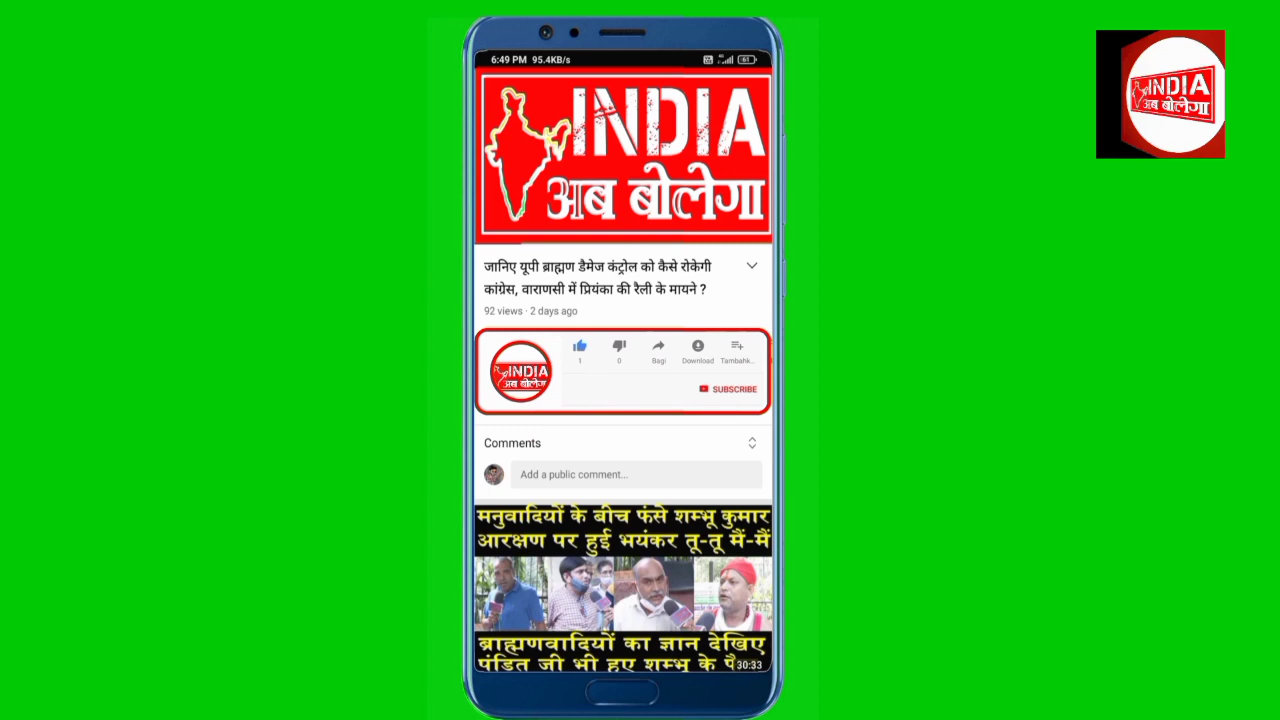 6:49 PM 95.4KB/s
61
INDIA
अब बोलेगा
INDIA
अब बोलेगा
जानिए यूपी ब्राह्मण डैमेज कंट्रोल को कैसे रोकेगी
कांग्रेस, वाराणसी में प्रियंका की रैली के मायने ?
92 views · 2 days ago
1
0
Bagi
Download
Tambahk...
INDIA
अब बोलेगा
SUBSCRIBE
Comments
Add a public comment...
मनुवादियों के बीच फंसे शम्भू कुमार
आरक्षण पर हुई भयंकर तू-तू मैं-मैं
ब्राह्मणवादियों का ज्ञान देखिए
पंडित जी भी हुए शम्भू के
30:33